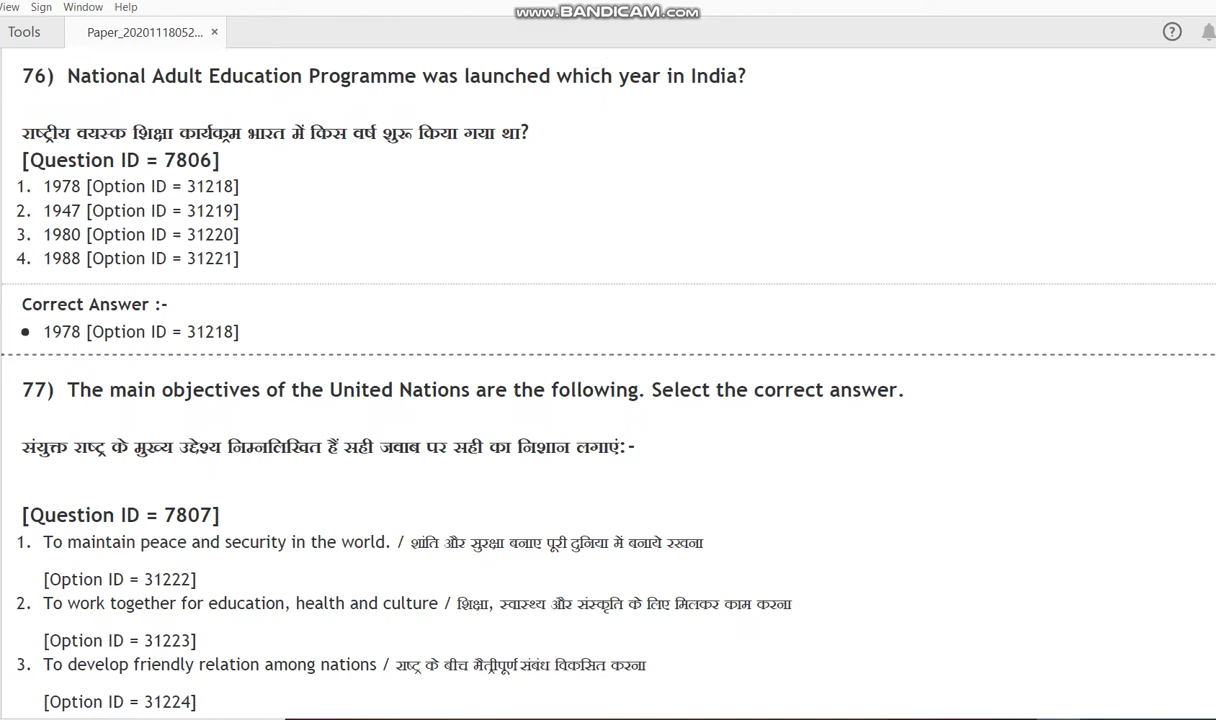 View Sign Window Help
www.BANDICAM.com
Tools Paper_20201118052... ×
76) National Adult Education Programme was launched which year in India?
राष्ट्रीय वयस्क शिक्षा कार्यक्रम भारत में किस वर्ष शुरू किया गया था?
[Question ID = 7806]
1. 1978 [Option ID = 31218]
2. 1947 [Option ID = 31219]
3. 1980 [Option ID = 31220]
4. 1988 [Option ID = 31221]
Correct Answer :-
● 1978 [Option ID = 31218]
77) The main objectives of the United Nations are the following. Select the correct answer.
संयुक्त राष्ट्र के मुख्य उद्देश्य निम्नलिखित हैं सही जवाब पर सही का निशान लगाएं:-
[Question ID = 7807]
1. To maintain peace and security in the world. / शांति और सुरक्षा बनाए पूरी दुनिया में बनाये रखना
[Option ID = 31222]
2. To work together for education, health and culture / शिक्षा, स्वास्थ्य और संस्कृति के लिए मिलकर काम करना
[Option ID = 31223]
3. To develop friendly relation among nations / राष्ट्र के बीच मैत्रीपूर्ण संबंध विकसित करना
[Option ID = 31224]